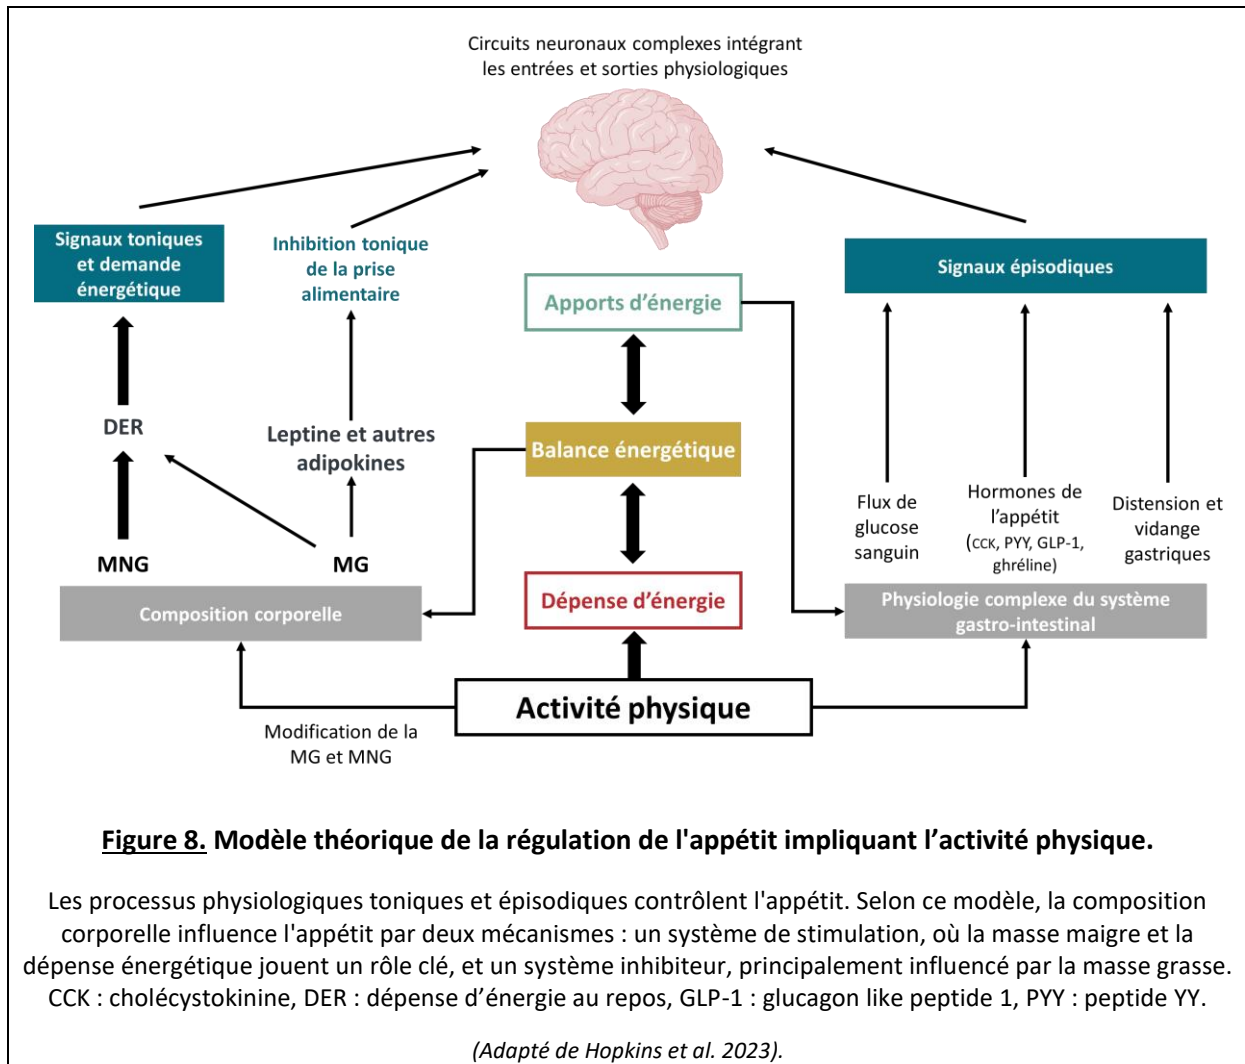 Circuits neuronaux complexes intégrant
les entrées et sorties physiologiques
Signaux toniques
et demande
énergétique
Inhibition tonique
de la prise
alimentaire
Signaux épisodiques
Apports d’énergie
DER
Leptine et autres
adipokines
Balance énergétique
Flux de
glucose
sanguin
Hormones de
l’appétit
(CCK, PYY, GLP-1,
ghréline)
Distension et
vidange
gastriques
MNG
MG
Composition corporelle
Dépense d’énergie
Physiologie complexe du système
gastro-intestinal
Activité physique
Modification de la
MG et MNG
Figure 8. Modèle théorique de la régulation de l'appétit impliquant l’activité physique.
Les processus physiologiques toniques et épisodiques contrôlent l'appétit. Selon ce modèle, la composition
corporelle influence l'appétit par deux mécanismes : un système de stimulation, où la masse maigre et la
dépense énergétique jouent un rôle clé, et un système inhibiteur, principalement influencé par la masse grasse.
CCK : cholécystokinine, DER : dépense d’énergie au repos, GLP-1 : glucagon like peptide 1, PYY : peptide YY.
(Adapté de Hopkins et al. 2023).